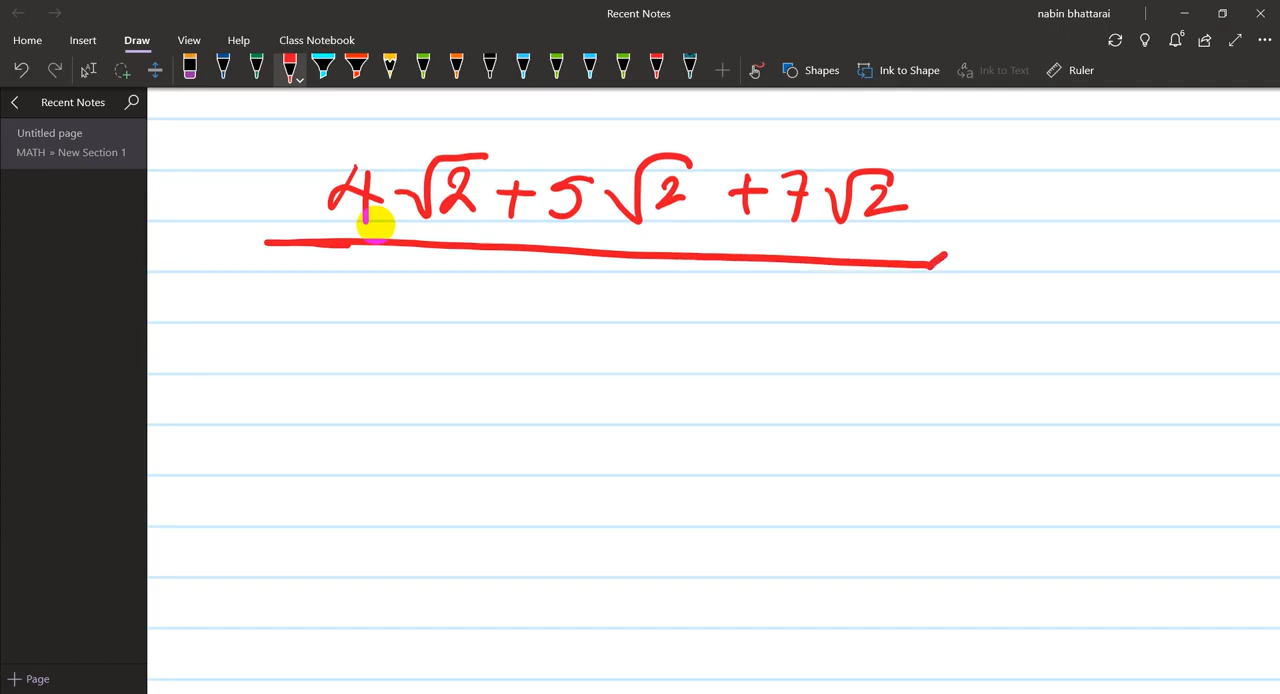 Recent Notes
nabin bhattarai
Home Insert Draw View Help Class Notebook
6
Shapes Ink to Shape Ink to Text Ruler
Recent Notes
Untitled page
MATH » New Section 1
4√2 + 5√2 + 7√2
Page